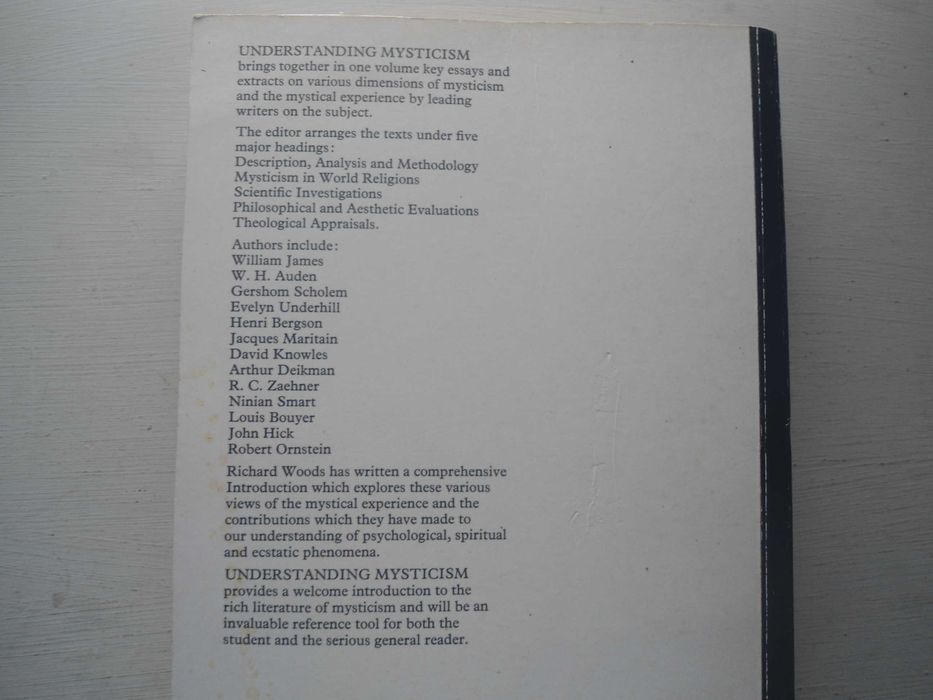 UNDERSTANDING MYSTICISM
brings together in one volume key essays and
extracts on various dimensions of mysticism
and the mystical experience by leading
writers on the subject.
The editor arranges the texts under five
major headings:
Description, Analysis and Methodology
Mysticism in World Religions
Scientific Investigations
Philosophical and Aesthetic Evaluations
Theological Appraisals.
Authors include:
William James
W. H. Auden
Gershom Scholem
Evelyn Underhill
Henri Bergson
Jacques Maritain
David Knowles
Arthur Deikman
R. C. Zaehner
Ninian Smart
Louis Bouyer
John Hick
Robert Ornstein
Richard Woods has written a comprehensive
Introduction which explores these various
views of the mystical experience and the
contributions which they have made to
our understanding of psychological, spiritual
and ecstatic phenomena.
UNDERSTANDING MYSTICISM
provides a welcome introduction to the
rich literature of mysticism and will be an
invaluable reference tool for both the
student and the serious general reader.